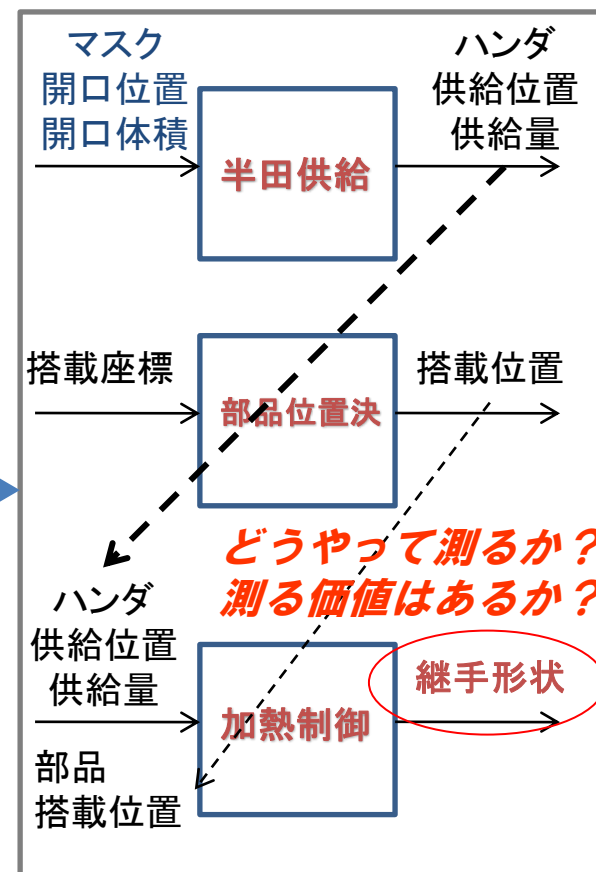 マスク
開口位置
開口体積
ハンダ
供給位置
供給量
半田供給
搭載座標
部品位置決
搭載位置
どうやって測るか？
測る価値はあるか？
ハンダ
供給位置
供給量
加熱制御
継手形状
部品
搭載位置